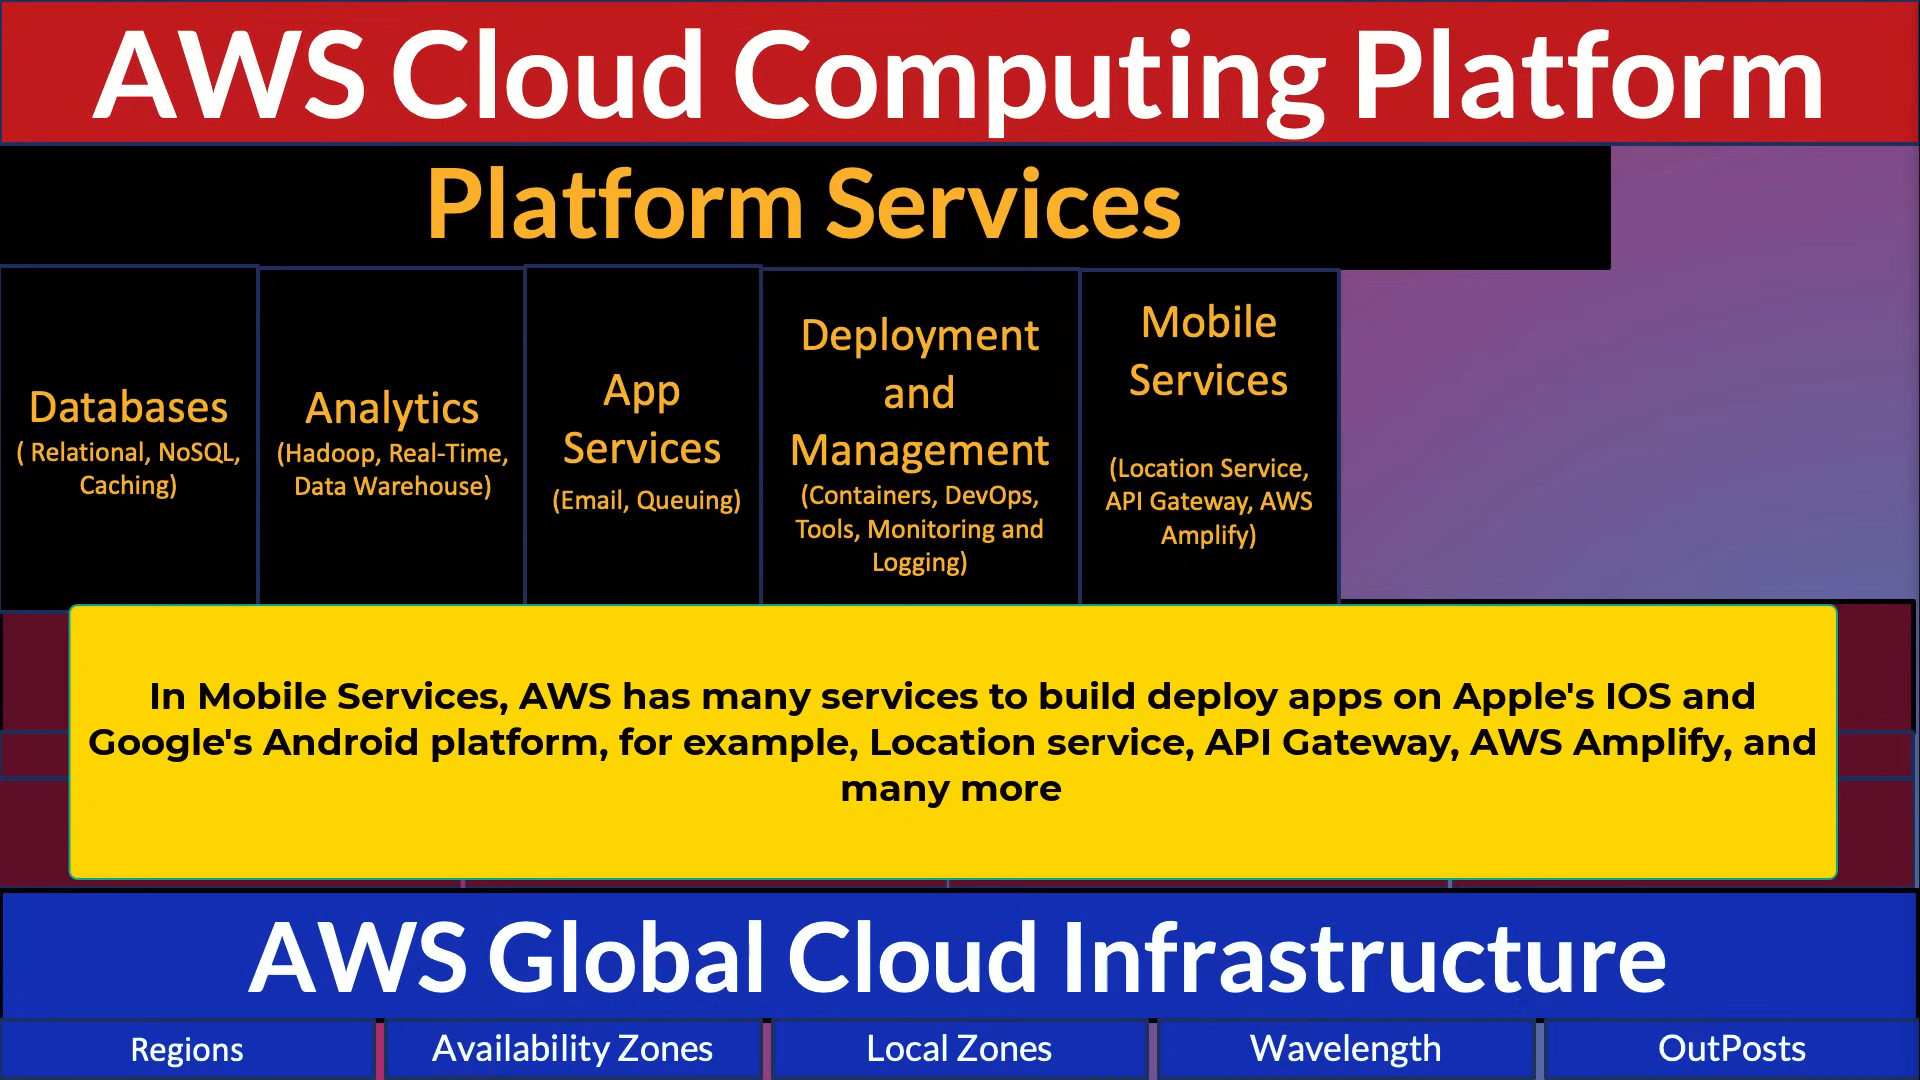 AWS Cloud Computing Platform
Platform Services
Databases
( Relational, NoSQL,
Caching)
Analytics
(Hadoop, Real-Time,
Data Warehouse)
App
Services
(Email, Queuing)
Deployment
and
Management
(Containers, DevOps,
Tools, Monitoring and
Logging)
Mobile
Services
(Location Service,
API Gateway, AWS
Amplify)
In Mobile Services, AWS has many services to build deploy apps on Apple's IOS and
Google's Android platform, for example, Location service, API Gateway, AWS Amplify, and
many more
AWS Global Cloud Infrastructure
Regions
Availability Zones
Local Zones
Wavelength
OutPosts